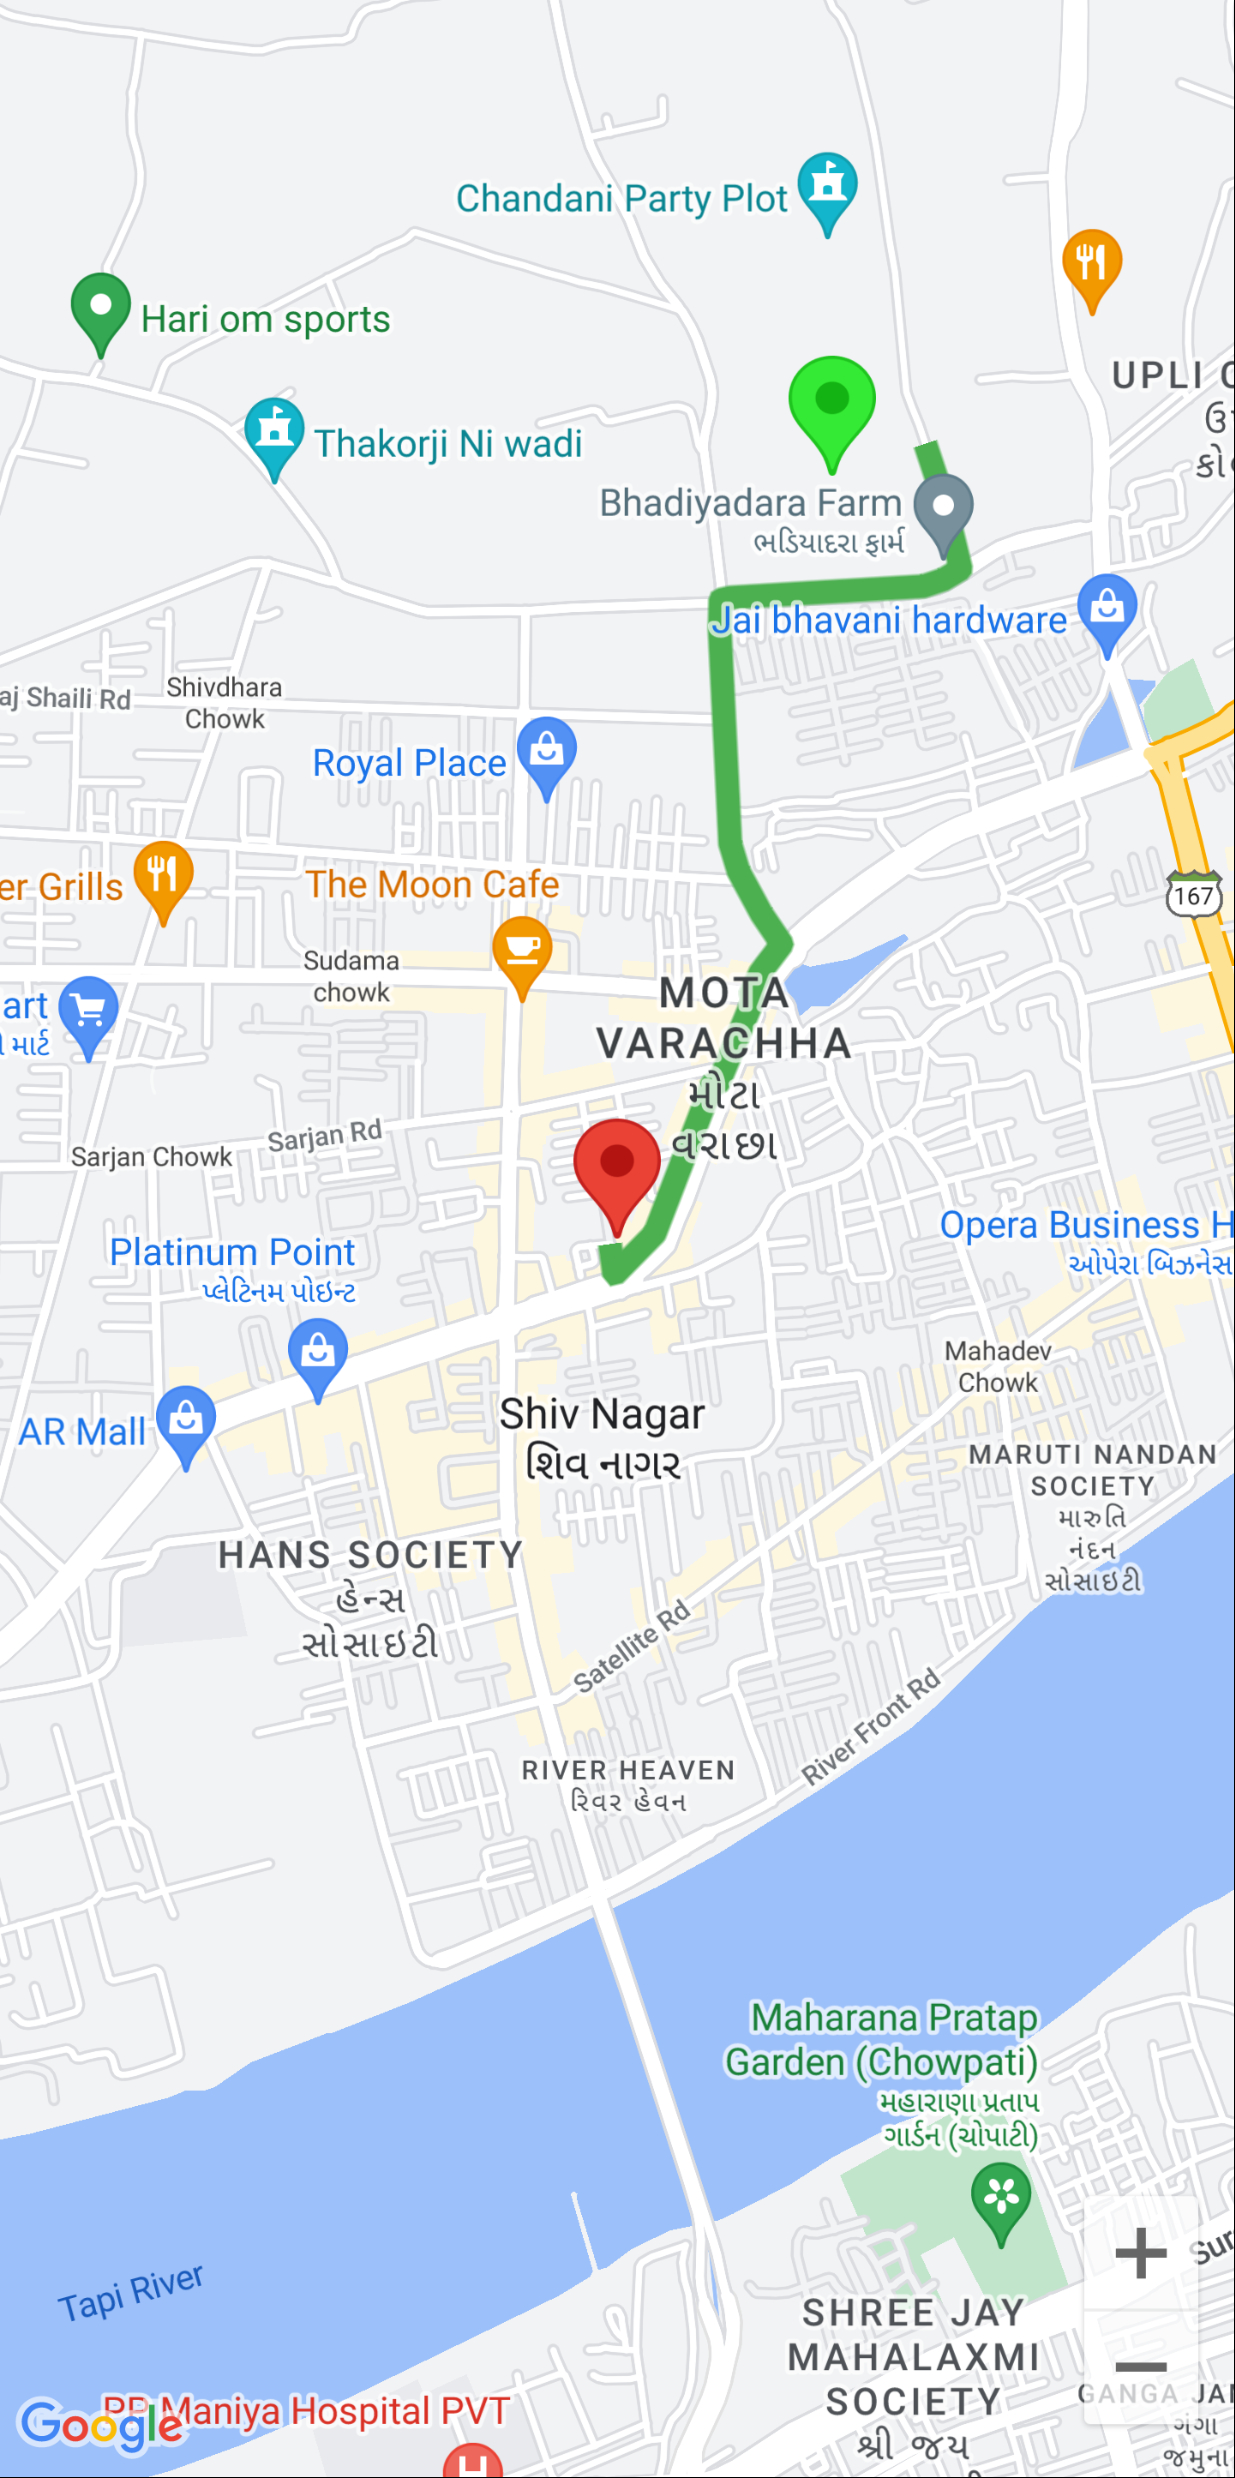 Chandani Party Plot
Hari om sports
UPLI
Thakorji Ni wadi
Bhadiyadara Farm
ભડિયાદરા ફાર્મ
Jai bhavani hardware
aj Shaili Rd
Shivdhara
Chowk
Royal Place
er Grills
The Moon Cafe
167
Sudama
chowk
art
માર્ટ
MOTA
VARACHHA
મોટા
વરાછા
Sarjan Rd
Sarjan Chowk
Platinum Point
પ્લેટિનમ પોઇન્ટ
Opera Business H
ઓપેરા બિઝનેસ
Mahadev
Chowk
AR Mall
Shiv Nagar
શિવ નાગર
MARUTI NANDAN
SOCIETY
મારુતિ
નંદન
સોસાઇટી
HANS SOCIETY
હેન્સ
સોસાઇટી
Satellite Rd
River Front Rd
RIVER HEAVEN
રિવર હેવન
Maharana Pratap
Garden (Chowpati)
મહારાણા પ્રતાપ
ગાર્ડન (ચોપાટી)
Tapi River
Sur
SHREE JAY
MAHALAXMI
SOCIETY
શ્રી જય
GANGA JA
ગંગા
જમુના
PP Maniya Hospital PVT
Google